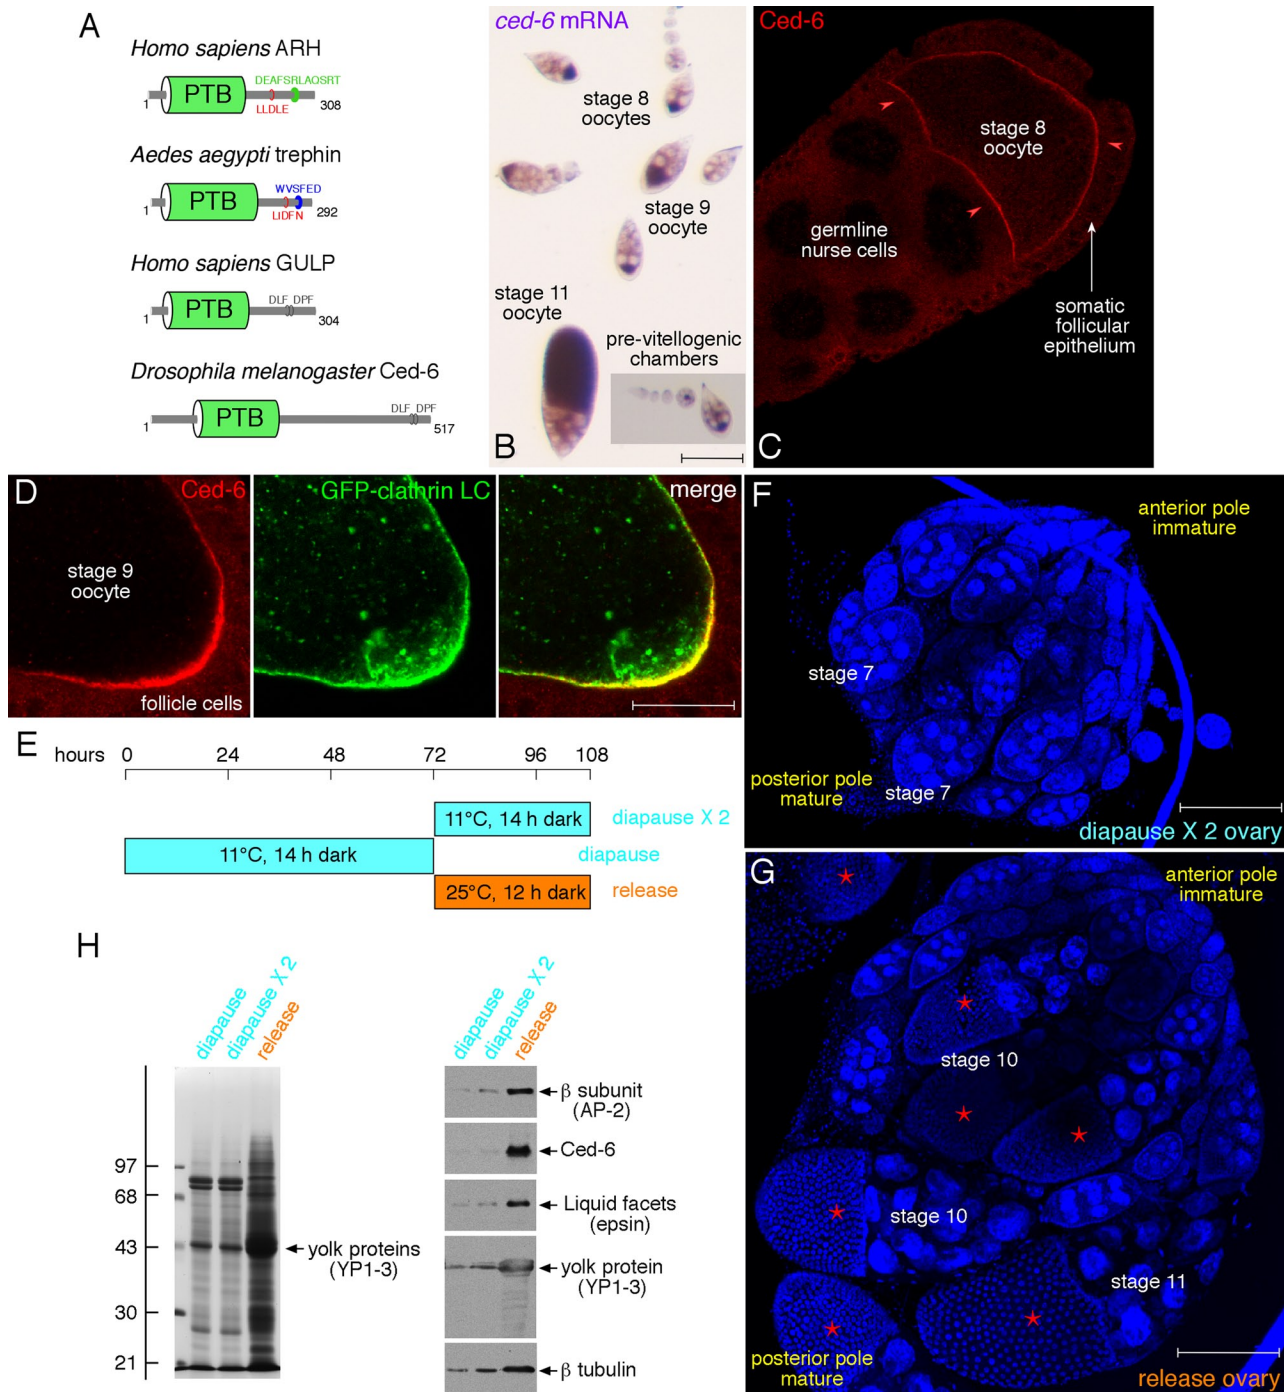 A
Homo sapiens ARH
DEAFSRLAQSRT
PTB
1
308
LLDLE
Aedes aegypti trephin
WVSFED
PTB
1
292
LIDFN
Homo sapiens GULP
DLF DPF
PTB
1
304
Drosophila melanogaster Ced-6
DLF DPF
PTB
1
517
ced-6 mRNA
stage 8
oocytes
stage 9
oocyte
stage 11
oocyte
pre-vitellogenic
chambers
B
Ced-6
stage 8
oocyte
germline
nurse cells
somatic
follicular
epithelium
C
D
Ced-6
stage 9
oocyte
follicle cells
GFP-clathrin LC
merge
E
hours 0 24 48 72 96 108
11°C, 14 h dark
diapause X 2
11°C, 14 h dark
diapause
25°C, 12 h dark
release
F
anterior pole
immature
stage 7
posterior pole
mature
stage 7
diapause X 2 ovary
G
anterior pole
immature
stage 10
stage 10
stage 11
posterior pole
mature
release ovary
H
diapause
diapause X 2
release
97
68
43
30
21
yolk proteins
(YP1-3)
diapause
diapause X 2
release
β subunit
(AP-2)
Ced-6
Liquid facets
(epsin)
yolk protein
(YP1-3)
β tubulin